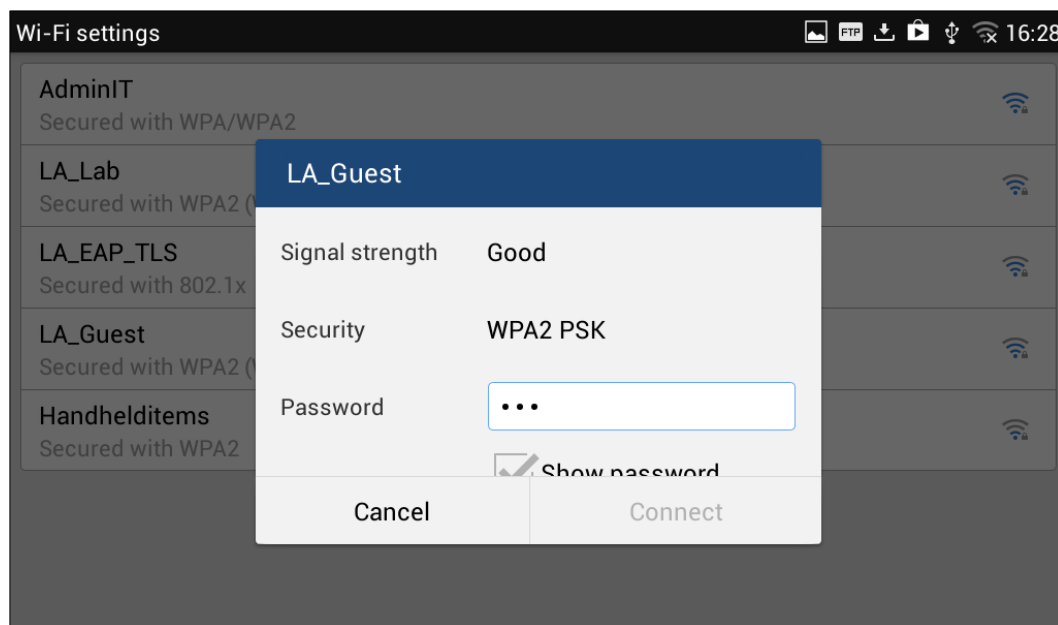 Wi-Fi settings
FTP
16:28
AdminIT
Secured with WPA/WPA2
LA_Lab
Secured with WPA2 (
LA_EAP_TLS
Secured with 802.1x
LA_Guest
Secured with WPA2 (
Handhelditems
Secured with WPA2
LA_Guest
Signal strength Good
Security WPA2 PSK
Password •••
Show password
Cancel Connect